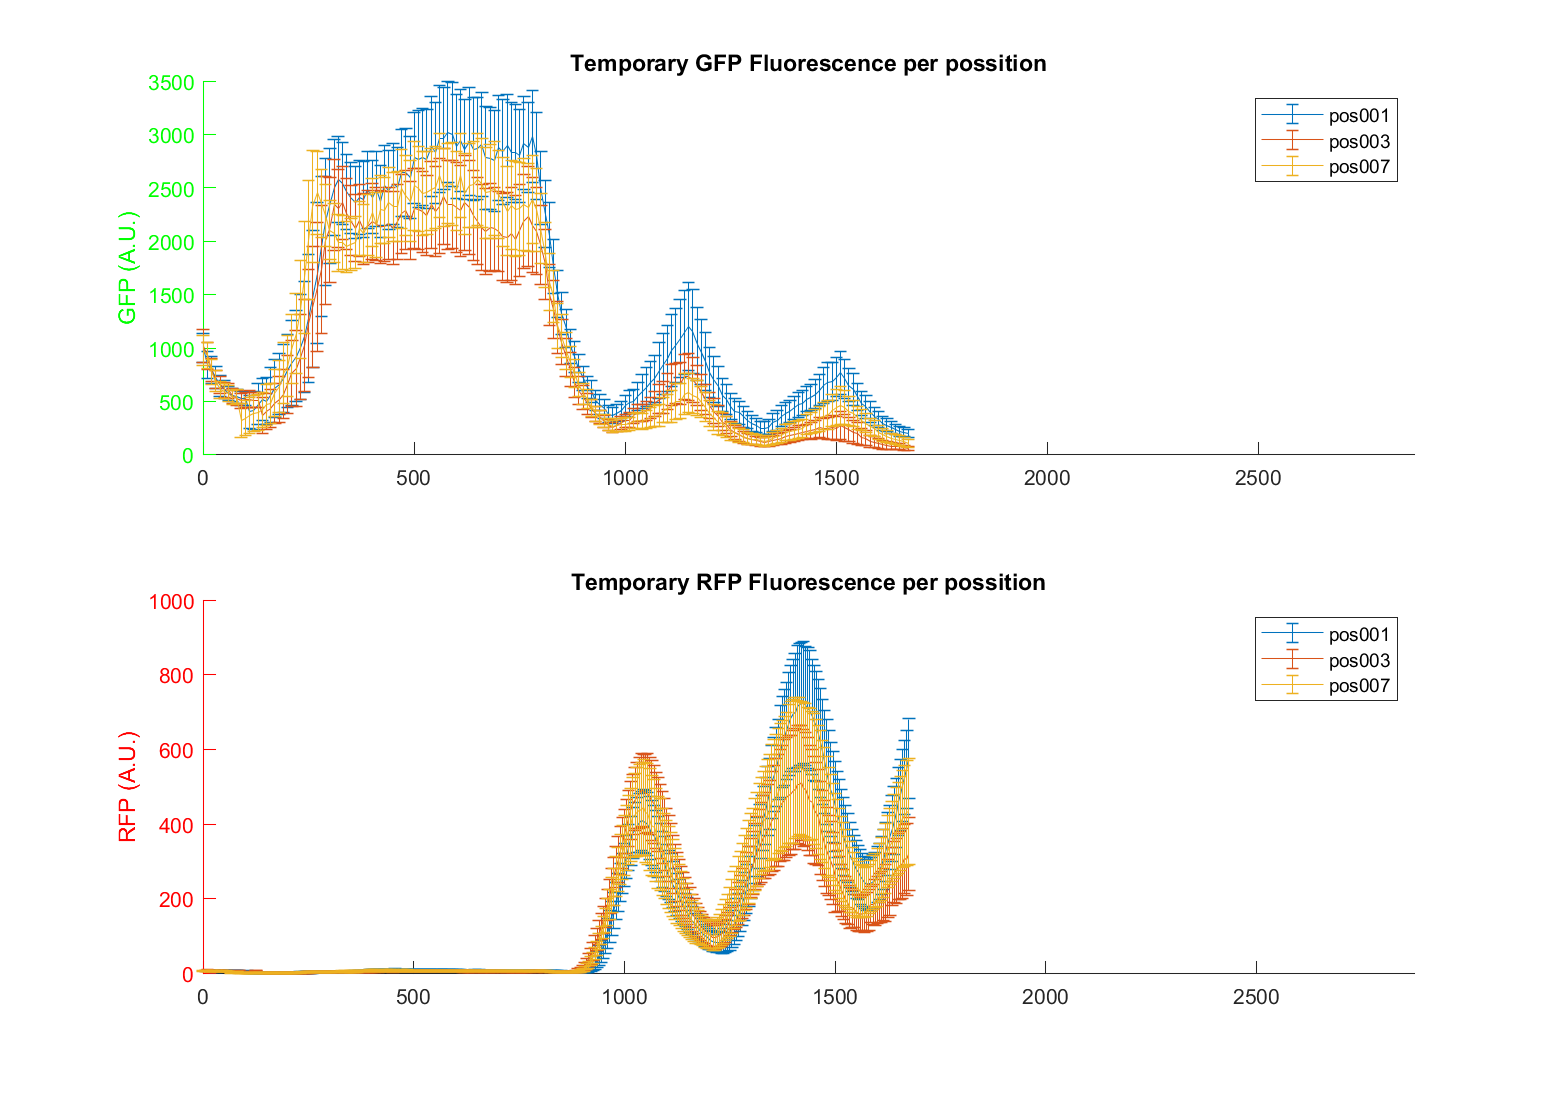 Temporary GFP Fluorescence per possition
3500
3000
2500
2000
1500
1000
500
0
GFP (A.U.)
pos001
pos003
pos007
0 500 1000 1500 2000 2500
Temporary RFP Fluorescence per possition
1000
800
600
400
200
0
RFP (A.U.)
pos001
pos003
pos007
0 500 1000 1500 2000 2500